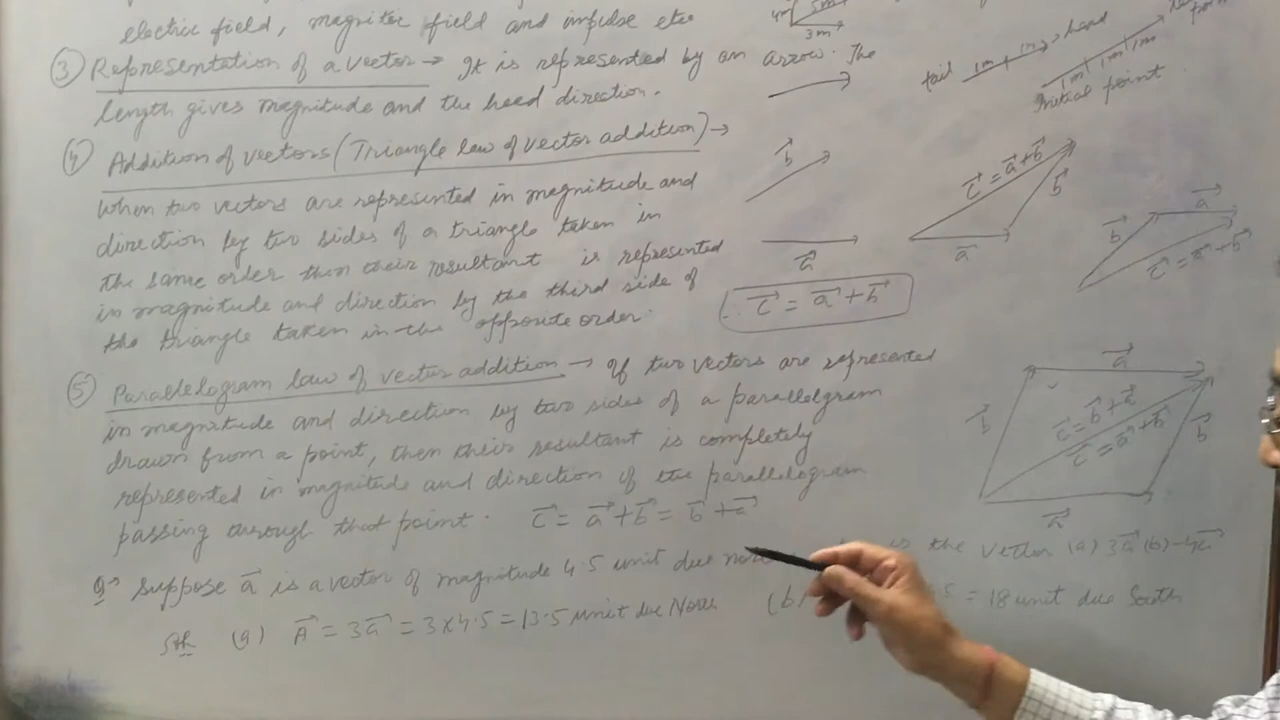 electric field, magnetic field and impulse etc
4m 5m
3m
③ Representation of a vector → It is represented by an arrow. The
length gives magnitude and the head direction.
tail 1m 1m head
1m 1m 1m
Initial point
④ Addition of vectors (Triangle law of vector addition) →
When two vectors are represented in magnitude and
direction by two sides of a triangle taken in
the same order then their resultant is represented
in magnitude and direction by the third side of
the triangle taken in the opposite order.
b⃗
a⃗
∴ c⃗ = a⃗ + b⃗
c⃗ = a⃗ + b⃗
b⃗
a⃗
a⃗
b⃗
c⃗ = a⃗ + b⃗
⑤ Parallelogram law of vector addition → If two vectors are represented
in magnitude and direction by two sides of a parallelgram
drawn from a point, then their resultant is completely
represented in magnitude and direction of the parallelogram
passing through that point. c⃗ = a⃗ + b⃗ = b⃗ + a⃗
a⃗
b⃗
c⃗ = b⃗ + a⃗
c⃗ = a⃗ + b⃗
b⃗
a⃗
Q⇒ Suppose a⃗ is a vector of magnitude 4.5 unit due is the vector (a) 3a⃗ (b) -4a⃗
Soln (a) A⃗ = 3a⃗ = 3×4.5 = 13.5 unit due North (b) = 18 unit due South